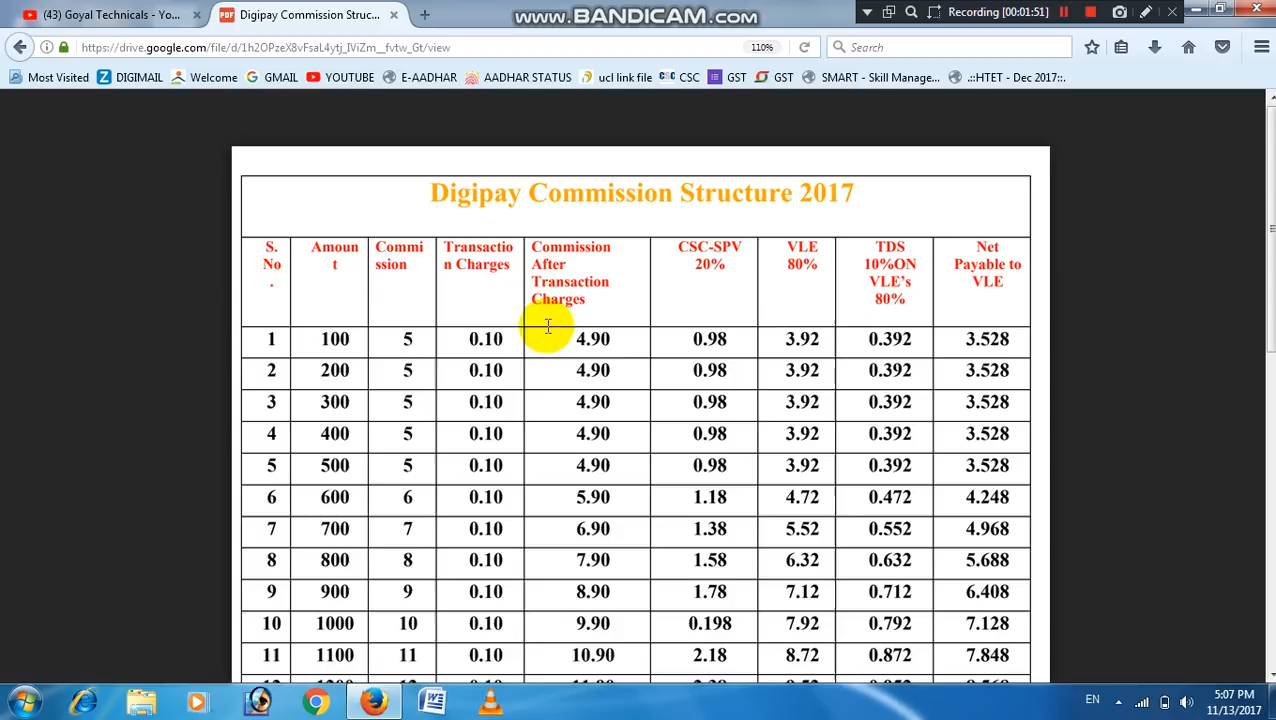 (43) Goyal Technicals - You...
Digipay Commission Struct...
www.BANDICAM.com
Recording [00:01:51]
https://drive.google.com/file/d/1h2OPzeX8vFsaL4ytj_IViZm__fvtw_Gt/view
110%
Search
Most Visited
DIGIMAIL
Welcome
GMAIL
YOUTUBE
E-AADHAR
AADHAR STATUS
ucl link file
CSC
GST
GST
SMART - Skill Manage...
.::HTET - Dec 2017::.
Digipay Commission Structure 2017
S. No . Amoun t Commi ssion Transactio n Charges Commission After Transaction Charges CSC-SPV 20% VLE 80% TDS 10%ON VLE's 80% Net Payable to VLE
1 100 5 0.10 4.90 0.98 3.92 0.392 3.528
2 200 5 0.10 4.90 0.98 3.92 0.392 3.528
3 300 5 0.10 4.90 0.98 3.92 0.392 3.528
4 400 5 0.10 4.90 0.98 3.92 0.392 3.528
5 500 5 0.10 4.90 0.98 3.92 0.392 3.528
6 600 6 0.10 5.90 1.18 4.72 0.472 4.248
7 700 7 0.10 6.90 1.38 5.52 0.552 4.968
8 800 8 0.10 7.90 1.58 6.32 0.632 5.688
9 900 9 0.10 8.90 1.78 7.12 0.712 6.408
10 1000 10 0.10 9.90 0.198 7.92 0.792 7.128
11 1100 11 0.10 10.90 2.18 8.72 0.872 7.848
EN
5:07 PM
11/13/2017